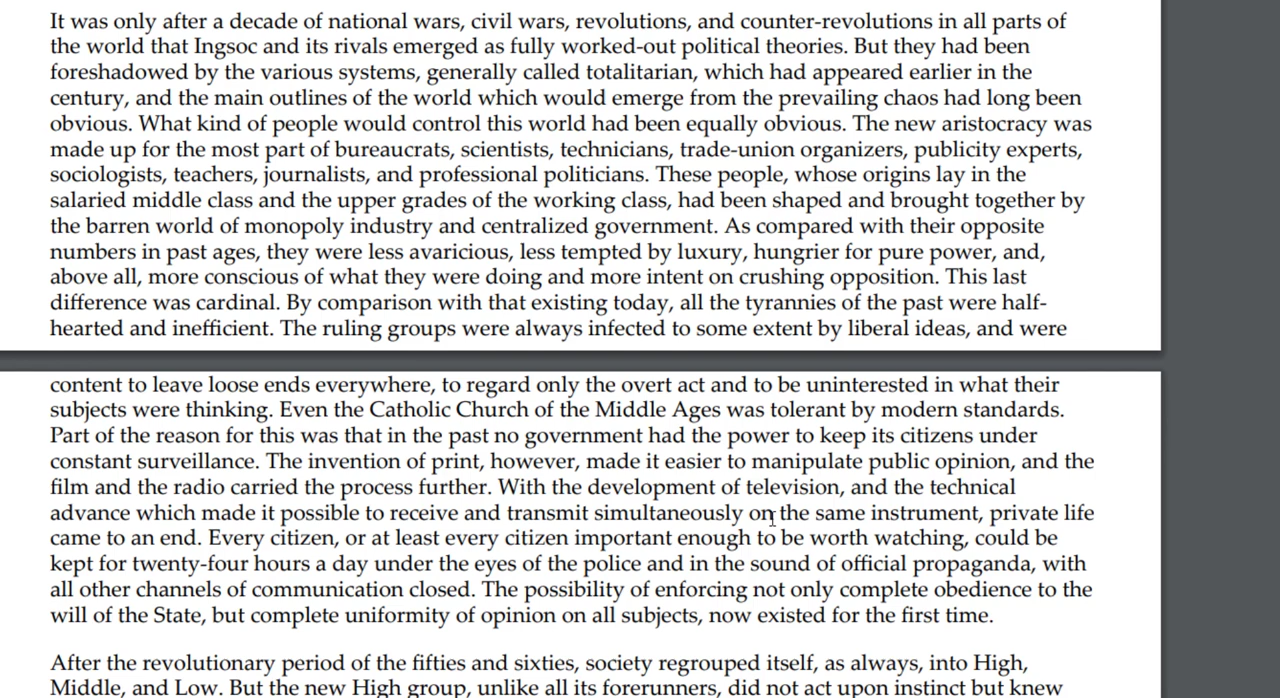 It was only after a decade of national wars, civil wars, revolutions, and counter-revolutions in all parts of
the world that Ingsoc and its rivals emerged as fully worked-out political theories. But they had been
foreshadowed by the various systems, generally called totalitarian, which had appeared earlier in the
century, and the main outlines of the world which would emerge from the prevailing chaos had long been
obvious. What kind of people would control this world had been equally obvious. The new aristocracy was
made up for the most part of bureaucrats, scientists, technicians, trade-union organizers, publicity experts,
sociologists, teachers, journalists, and professional politicians. These people, whose origins lay in the
salaried middle class and the upper grades of the working class, had been shaped and brought together by
the barren world of monopoly industry and centralized government. As compared with their opposite
numbers in past ages, they were less avaricious, less tempted by luxury, hungrier for pure power, and,
above all, more conscious of what they were doing and more intent on crushing opposition. This last
difference was cardinal. By comparison with that existing today, all the tyrannies of the past were half-
hearted and inefficient. The ruling groups were always infected to some extent by liberal ideas, and were
content to leave loose ends everywhere, to regard only the overt act and to be uninterested in what their
subjects were thinking. Even the Catholic Church of the Middle Ages was tolerant by modern standards.
Part of the reason for this was that in the past no government had the power to keep its citizens under
constant surveillance. The invention of print, however, made it easier to manipulate public opinion, and the
film and the radio carried the process further. With the development of television, and the technical
advance which made it possible to receive and transmit simultaneously on the same instrument, private life
came to an end. Every citizen, or at least every citizen important enough to be worth watching, could be
kept for twenty-four hours a day under the eyes of the police and in the sound of official propaganda, with
all other channels of communication closed. The possibility of enforcing not only complete obedience to the
will of the State, but complete uniformity of opinion on all subjects, now existed for the first time.
After the revolutionary period of the fifties and sixties, society regrouped itself, as always, into High,
Middle, and Low. But the new High group, unlike all its forerunners, did not act upon instinct but knew